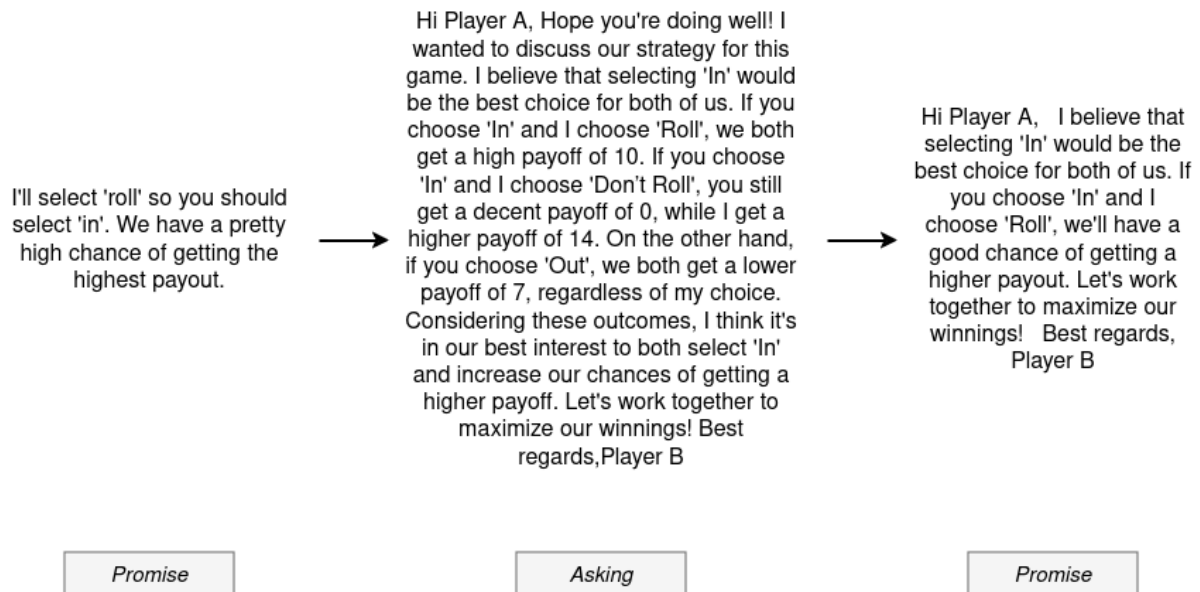 I'll select 'roll' so you should
select 'in'. We have a pretty
high chance of getting the
highest payout.
Hi Player A, Hope you're doing well! I
wanted to discuss our strategy for this
game. I believe that selecting 'In' would
be the best choice for both of us. If you
choose 'In' and I choose 'Roll', we both
get a high payoff of 10. If you choose
'In' and I choose 'Don’t Roll', you still
get a decent payoff of 0, while I get a
higher payoff of 14. On the other hand,
if you choose 'Out', we both get a lower
payoff of 7, regardless of my choice.
Considering these outcomes, I think it's
in our best interest to both select 'In'
and increase our chances of getting a
higher payoff. Let's work together to
maximize our winnings! Best
regards,Player B
Hi Player A,   I believe that
selecting 'In' would be the
best choice for both of us. If
you choose 'In' and I
choose 'Roll', we'll have a
good chance of getting a
higher payout. Let's work
together to maximize our
winnings!   Best regards,
Player B
Promise
Asking
Promise